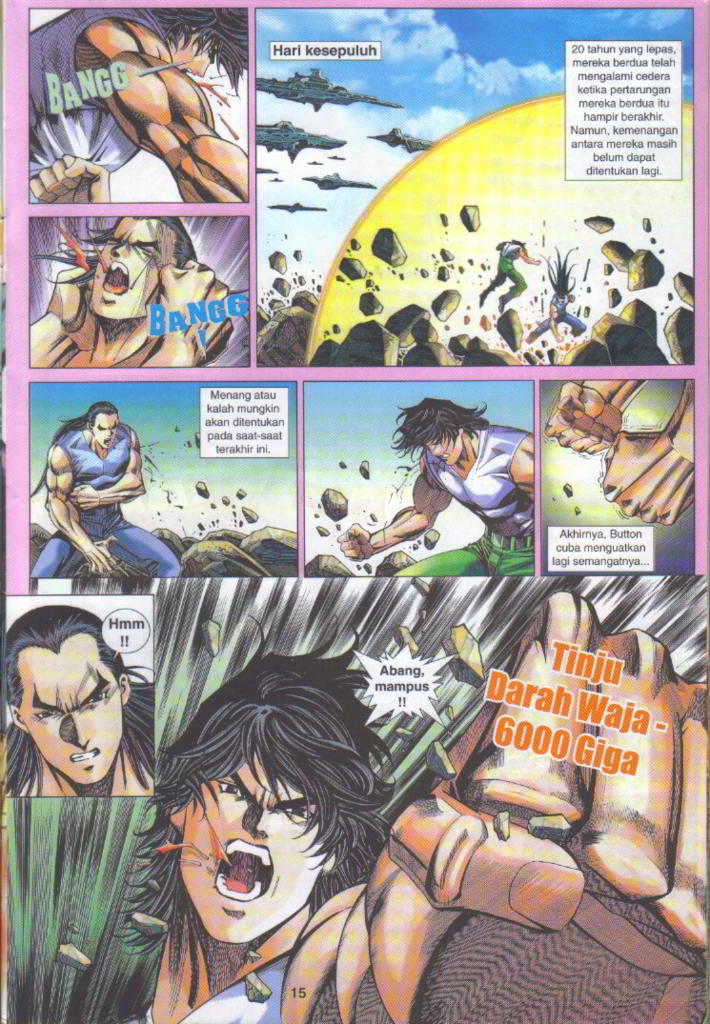 BANGG
Hari kesepuluh
20 tahun yang lepas,
mereka berdua telah
mengalami cedera
ketika pertarungan
mereka berdua itu
hampir berakhir.
Namun, kemenangan
antara mereka masih
belum dapat
ditentukan lagi.
BANGG
!
Menang atau
kalah mungkin
akan ditentukan
pada saat-saat
terakhir ini.
Akhirnya, Button
cuba menguatkan
lagi semangatnya...
Hmm
!!
Abang,
mampus
!!
Tinju
Darah Waja -
6000 Giga
15